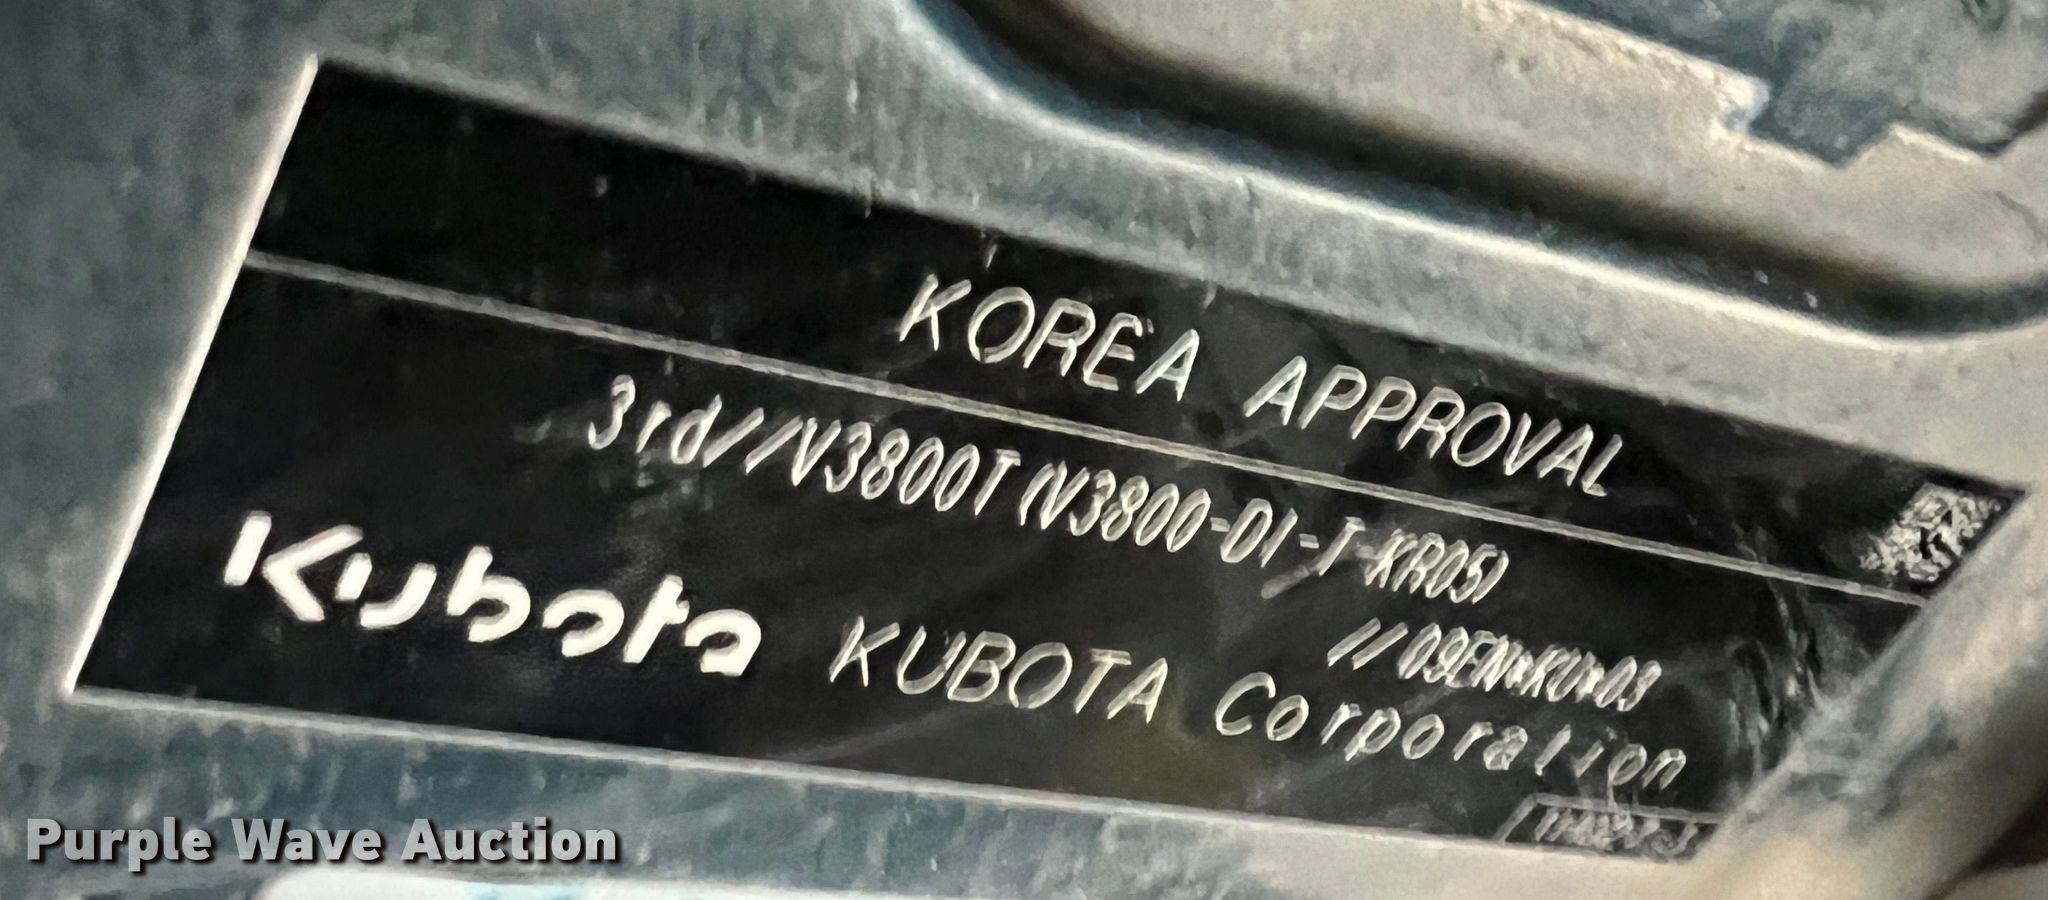 KOREA APPROVAL
3rd//V3800T(V3800-DI-T-KR05)
//09EN*KU*03
Kubota KUBOTA Corporation
Purple Wave Auction